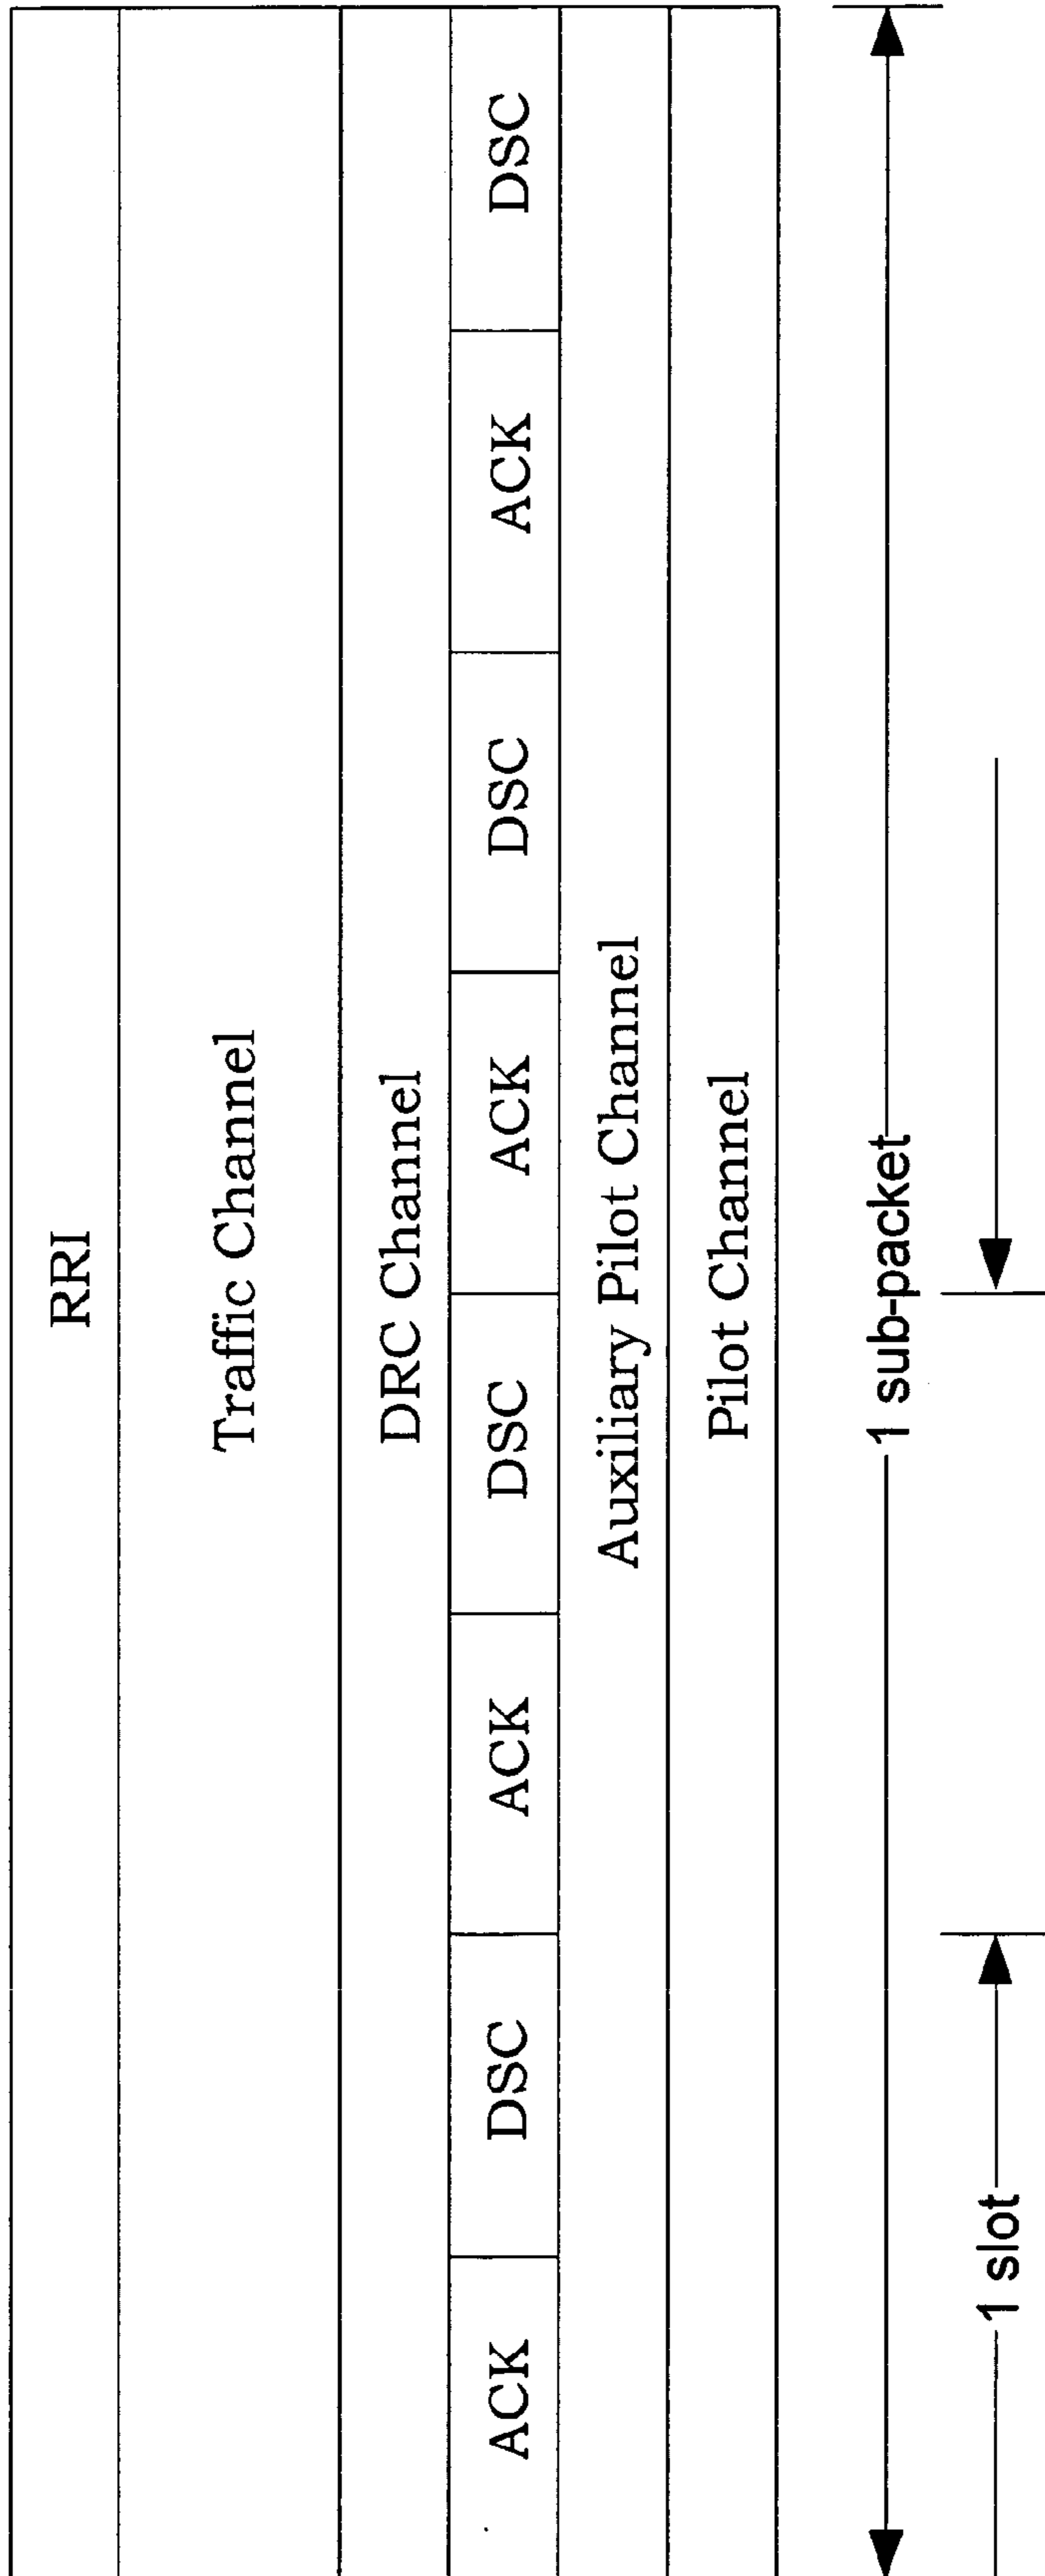 RRI
Traffic Channel
DRC Channel
ACK DSC ACK DSC ACK DSC ACK DSC
Auxiliary Pilot Channel
Pilot Channel
1 sub-packet
1 slot